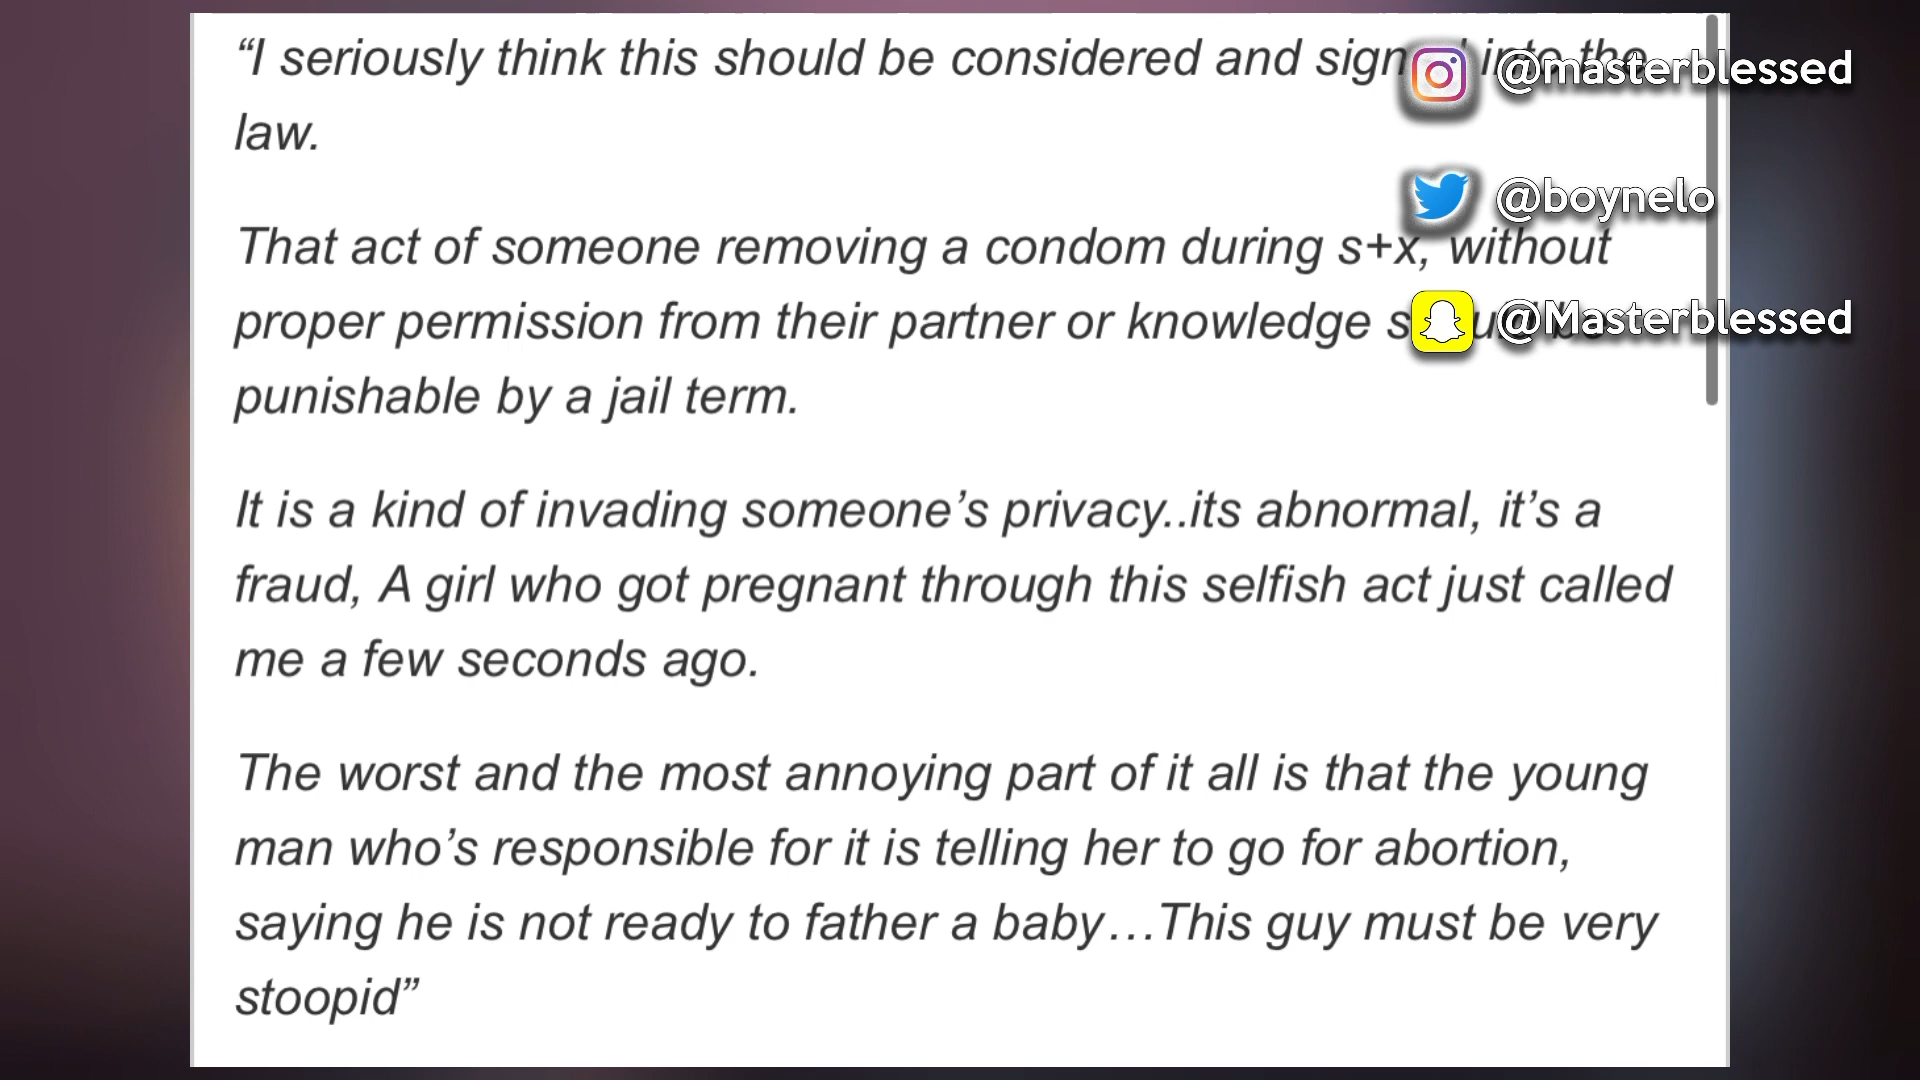 “I seriously think this should be considered and sign into the
law.
That act of someone removing a condom during s+x, without
proper permission from their partner or knowledge
punishable by a jail term.
It is a kind of invading someone’s privacy..its abnormal, it’s a
fraud, A girl who got pregnant through this selfish act just called
me a few seconds ago.
The worst and the most annoying part of it all is that the young
man who’s responsible for it is telling her to go for abortion,
saying he is not ready to father a baby…This guy must be very
stoopid”
@masterblessed
@boynelo
@Masterblessed